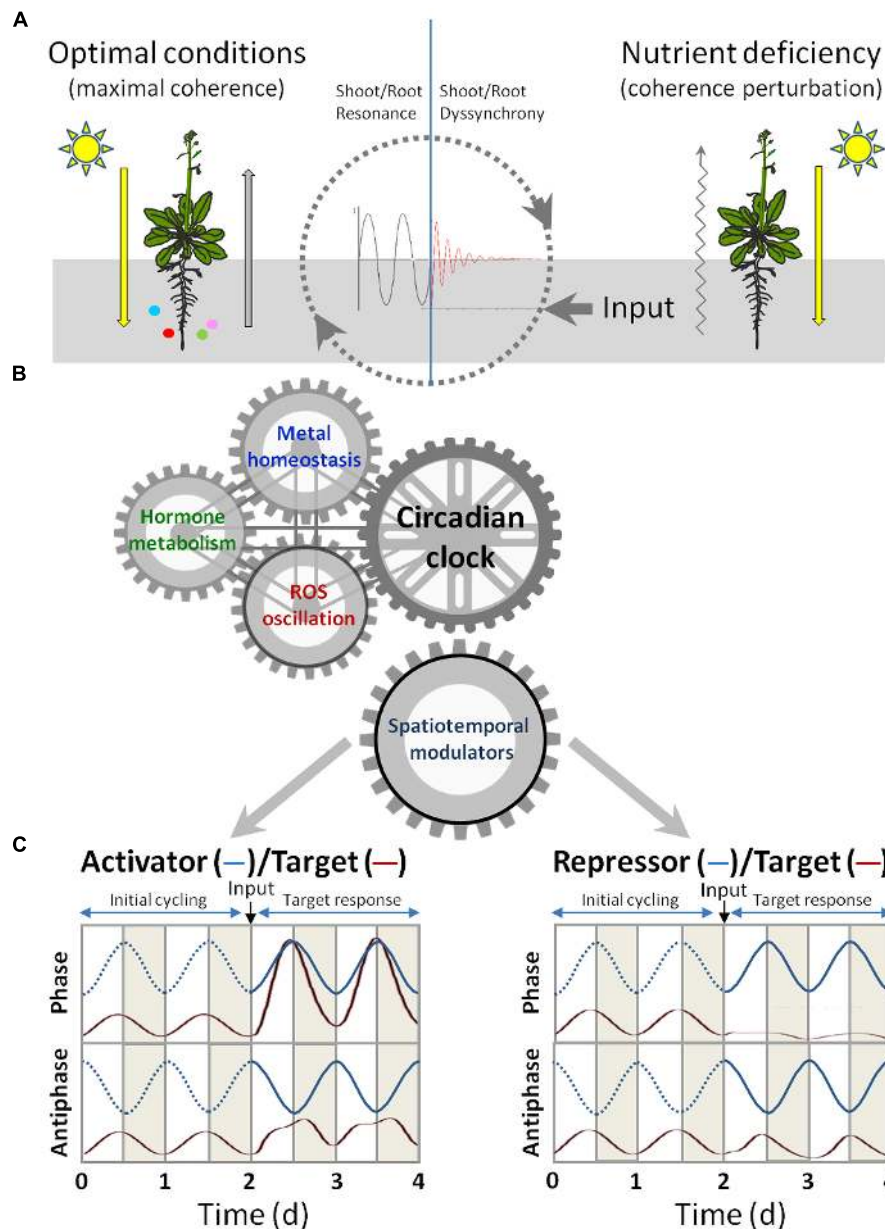 A
Optimal conditions
(maximal coherence)
Shoot/Root
Resonance
Shoot/Root
Dyssynchrony
Nutrient deficiency
(coherence perturbation)
1
Input
B
Metal
homeostasis
Hormone
metabolism
ROS
oscillation
Circadian
clock
Spatiotemporal
modulators
C
Activator (—)/Target (—)
Initial cycling
Input
Target response
Phase
Antiphase
0 1 2 3 4
Time (d)
Repressor (—)/Target (—)
Initial cycling
Input
Target response
Phase
Antiphase
0 1 2 3 4
Time (d)